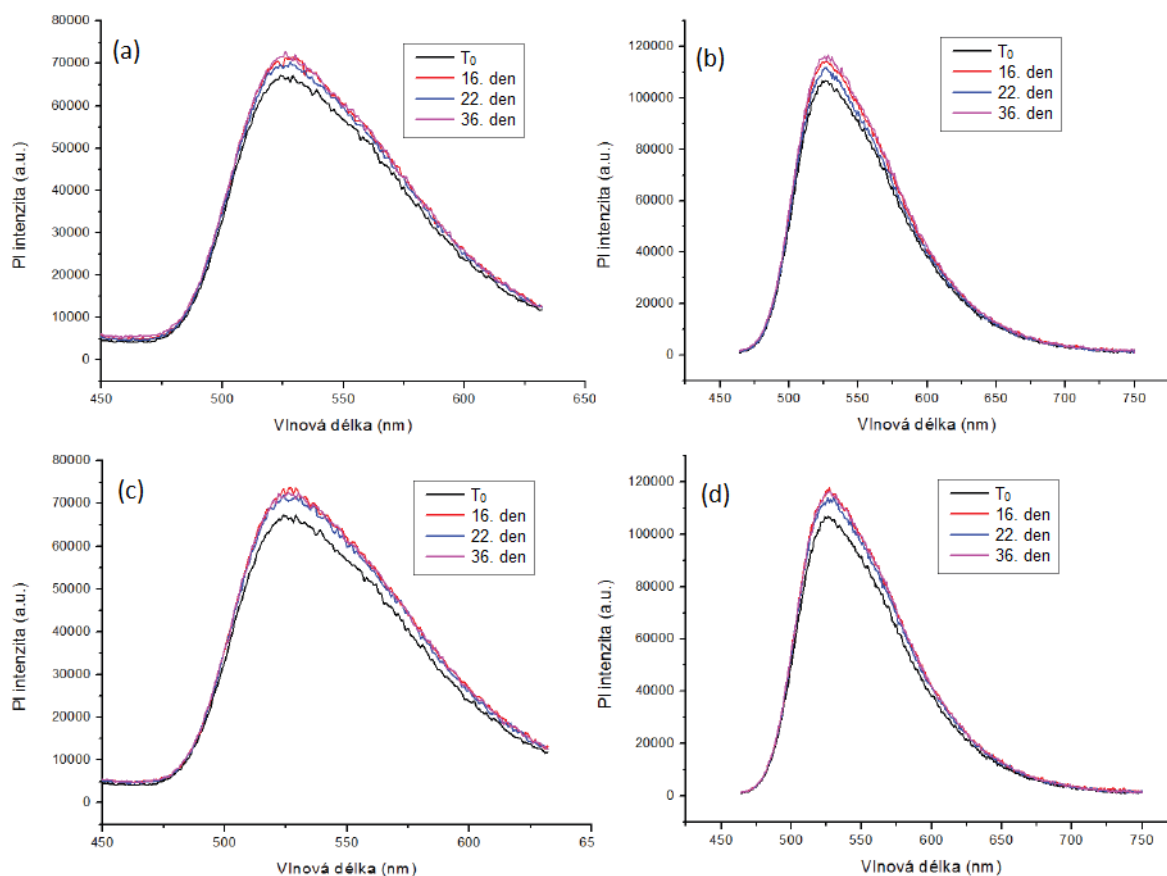 (a)
80000
70000
60000
50000
40000
30000
20000
10000
0
Pl intenzita (a.u.)
T0
16. den
22. den
36. den
450 500 550 600 650
Vlnová délka (nm)
(b)
120000
100000
80000
60000
40000
20000
0
Pl intenzita (a.u.)
T0
16. den
22. den
36. den
450 500 550 600 650 700 750
Vlnová délka (nm)
(c)
80000
70000
60000
50000
40000
30000
20000
10000
0
Pl intenzita (a.u.)
T0
16. den
22. den
36. den
450 500 550 600 65
Vlnová délka (nm)
(d)
120000
100000
80000
60000
40000
20000
0
Pl intenzita (a.u.)
T0
16. den
22. den
36. den
450 500 550 600 650 700 750
Vlnová délka (nm)